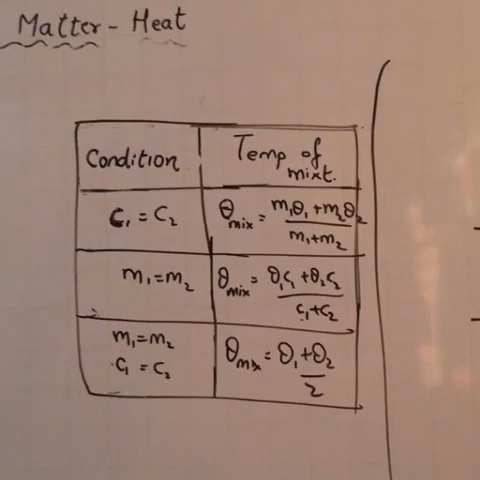 Matter - Heat
Condition
Temp of
mixt.
C₁ = C₂
θmix = m₁θ₁+m₂θ₂
m₁+m₂
m₁=m₂
θmix = θ₁c₁+θ₂c₂
c₁+c₂
m₁=m₂
c₁ = c₂
θmix = θ₁+θ₂
2